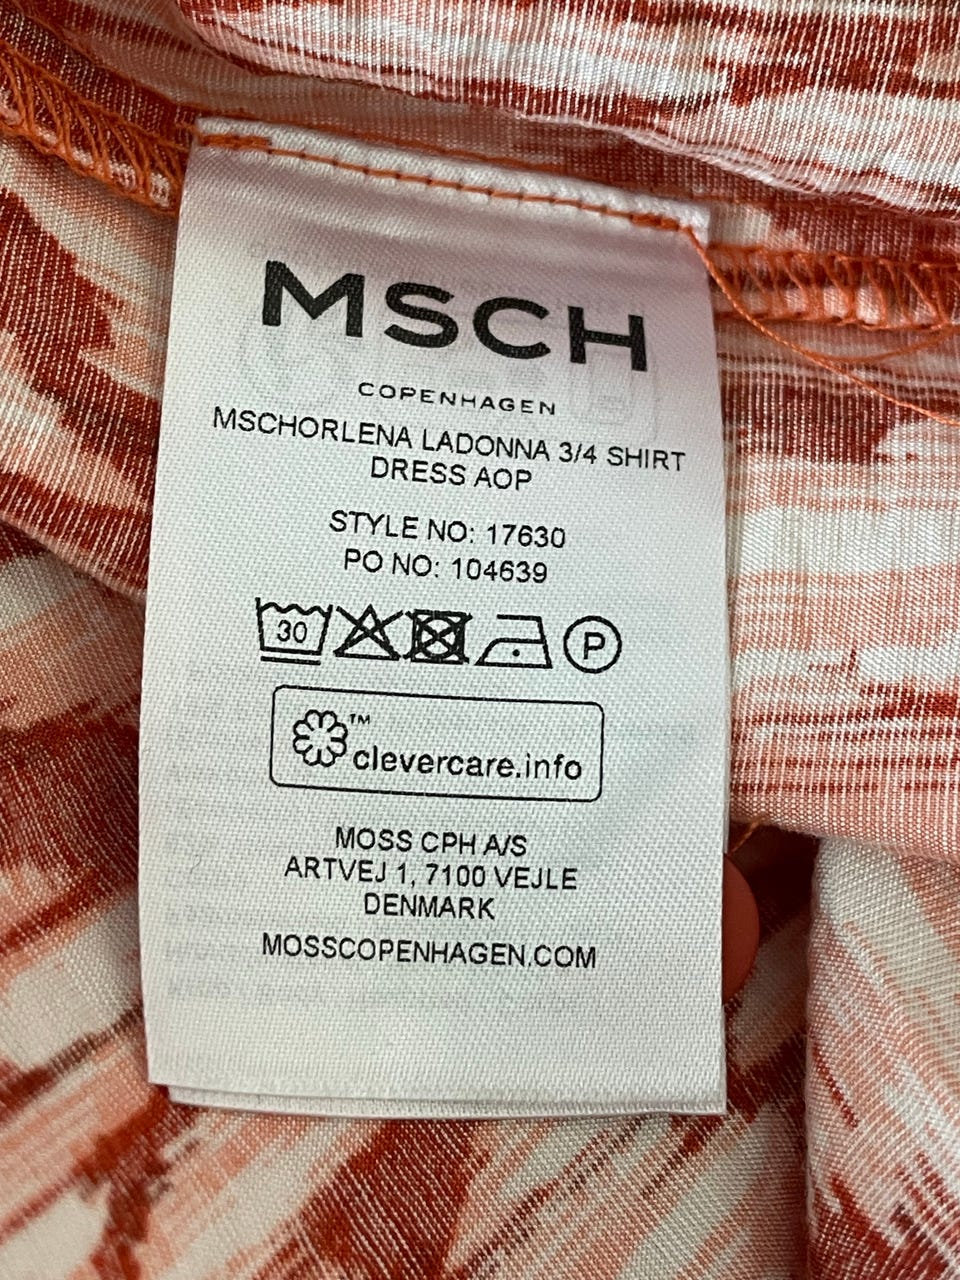 MSCH
COPENHAGEN
MSCHORLENA LADONNA 3/4 SHIRT
DRESS AOP
STYLE NO: 17630
PO NO: 104639
30 P
™
clevercare.info
MOSS CPH A/S
ARTVEJ 1, 7100 VEJLE
DENMARK
MOSSCOPENHAGEN.COM